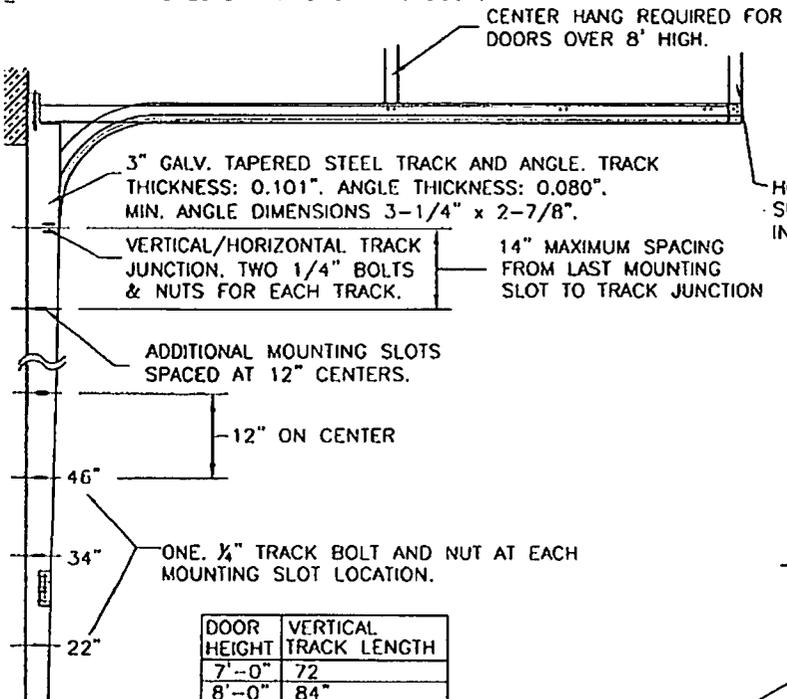 CENTER HANG REQUIRED FOR
DOORS OVER 8' HIGH.
3" GALV. TAPERED STEEL TRACK AND ANGLE. TRACK
THICKNESS: 0.101". ANGLE THICKNESS: 0.080".
MIN. ANGLE DIMENSIONS 3-1/4" x 2-7/8".
VERTICAL/HORIZONTAL TRACK
JUNCTION. TWO 1/4" BOLTS
& NUTS FOR EACH TRACK.
14" MAXIMUM SPACING
FROM LAST MOUNTING
SLOT TO TRACK JUNCTION
ADDITIONAL MOUNTING SLOTS
SPACED AT 12" CENTERS.
12" ON CENTER
46"
34"
ONE. ¼" TRACK BOLT AND NUT AT EACH
MOUNTING SLOT LOCATION.
22"
DOOR HEIGHT VERTICAL TRACK LENGTH
7'-0" 72
8'-0" 84"